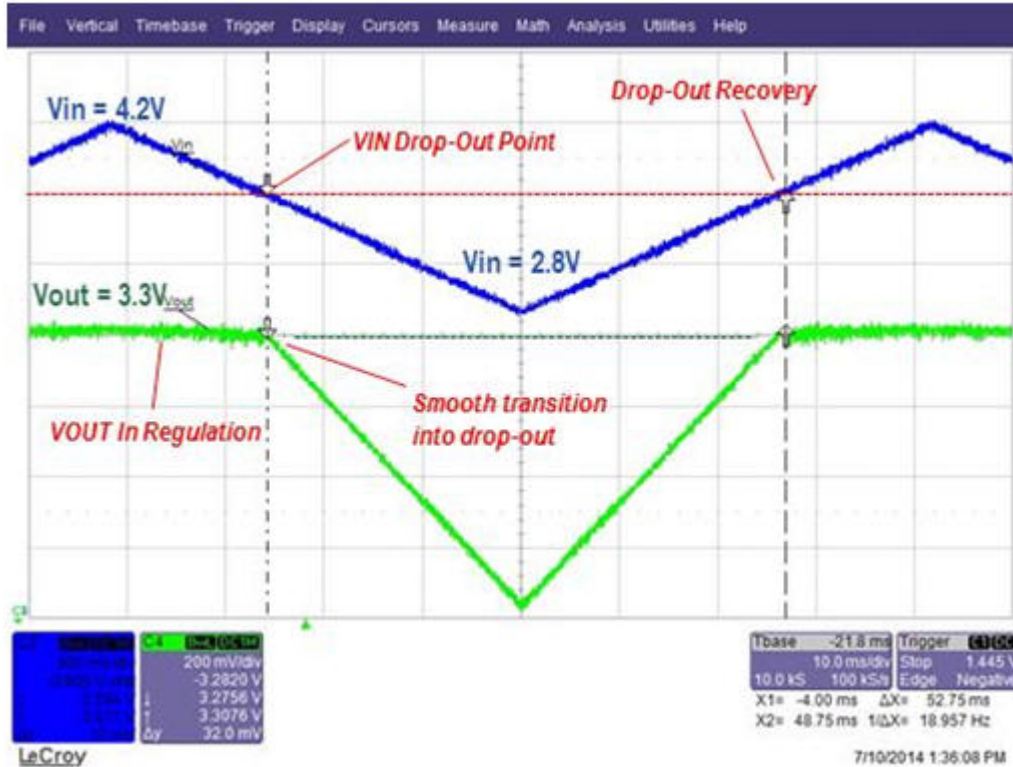 File Vertical Timebase Trigger Display Cursors Measure Math Analysis Utilities Help
Vin = 4.2V
Drop-Out Recovery
Vin
VIN Drop-Out Point
Vin = 2.8V
Vout = 3.3V
Vout
Smooth transition
into drop-out
VOUT In Regulation
C4
200 mV/div
-3.2820 V
↓ 3.2756 V
↑ 3.3076 V
Δy 32.0 mV
Tbase -21.8 ms
10.0 ms/div
10.0 kS 100 kS/s
Trigger C1 DC
Stop 1.445 V
Edge Negative
X1= -4.00 ms ΔX= 52.75 ms
X2= 48.75 ms 1/ΔX= 18.957 Hz
LeCroy
7/10/2014 1:36:08 PM